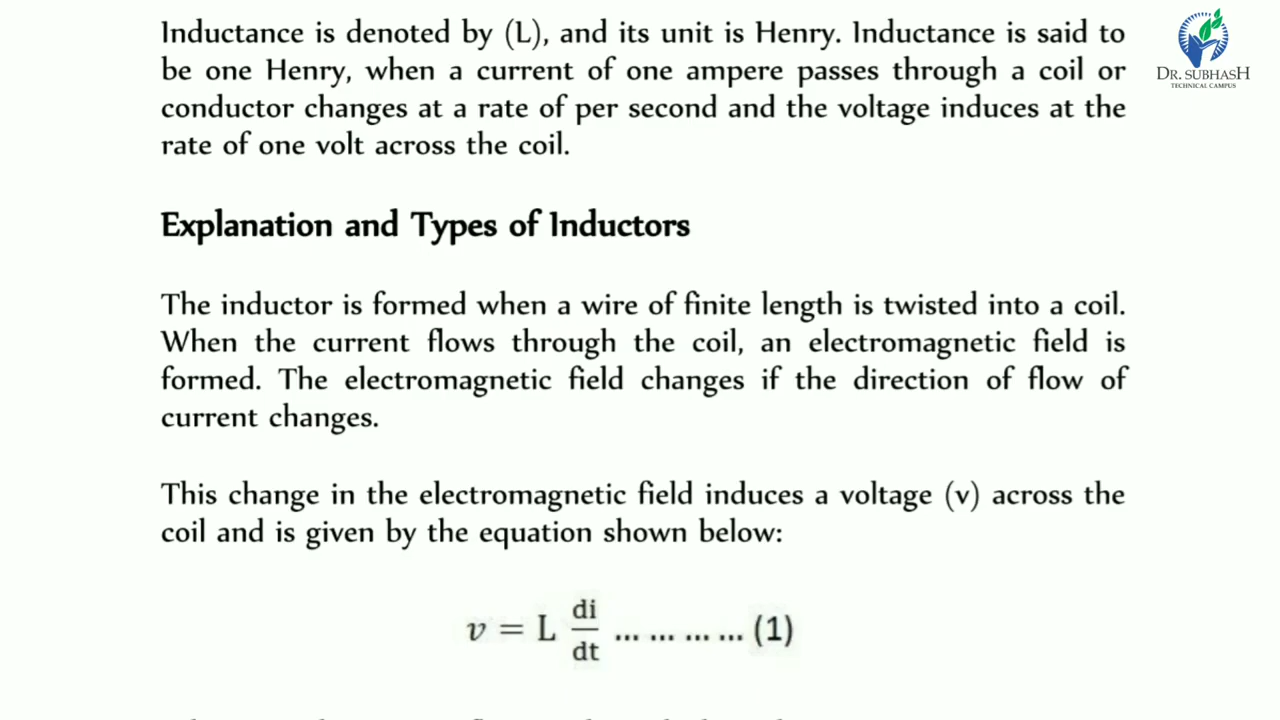 Inductance is denoted by (L), and its unit is Henry. Inductance is said to
be one Henry, when a current of one ampere passes through a coil or
conductor changes at a rate of per second and the voltage induces at the
rate of one volt across the coil.
DR. SUBHASH
TECHNICAL CAMPUS
Explanation and Types of Inductors
The inductor is formed when a wire of finite length is twisted into a coil.
When the current flows through the coil, an electromagnetic field is
formed. The electromagnetic field changes if the direction of flow of
current changes.
This change in the electromagnetic field induces a voltage (v) across the
coil and is given by the equation shown below:
v = L di/dt ... ... ... ... (1)